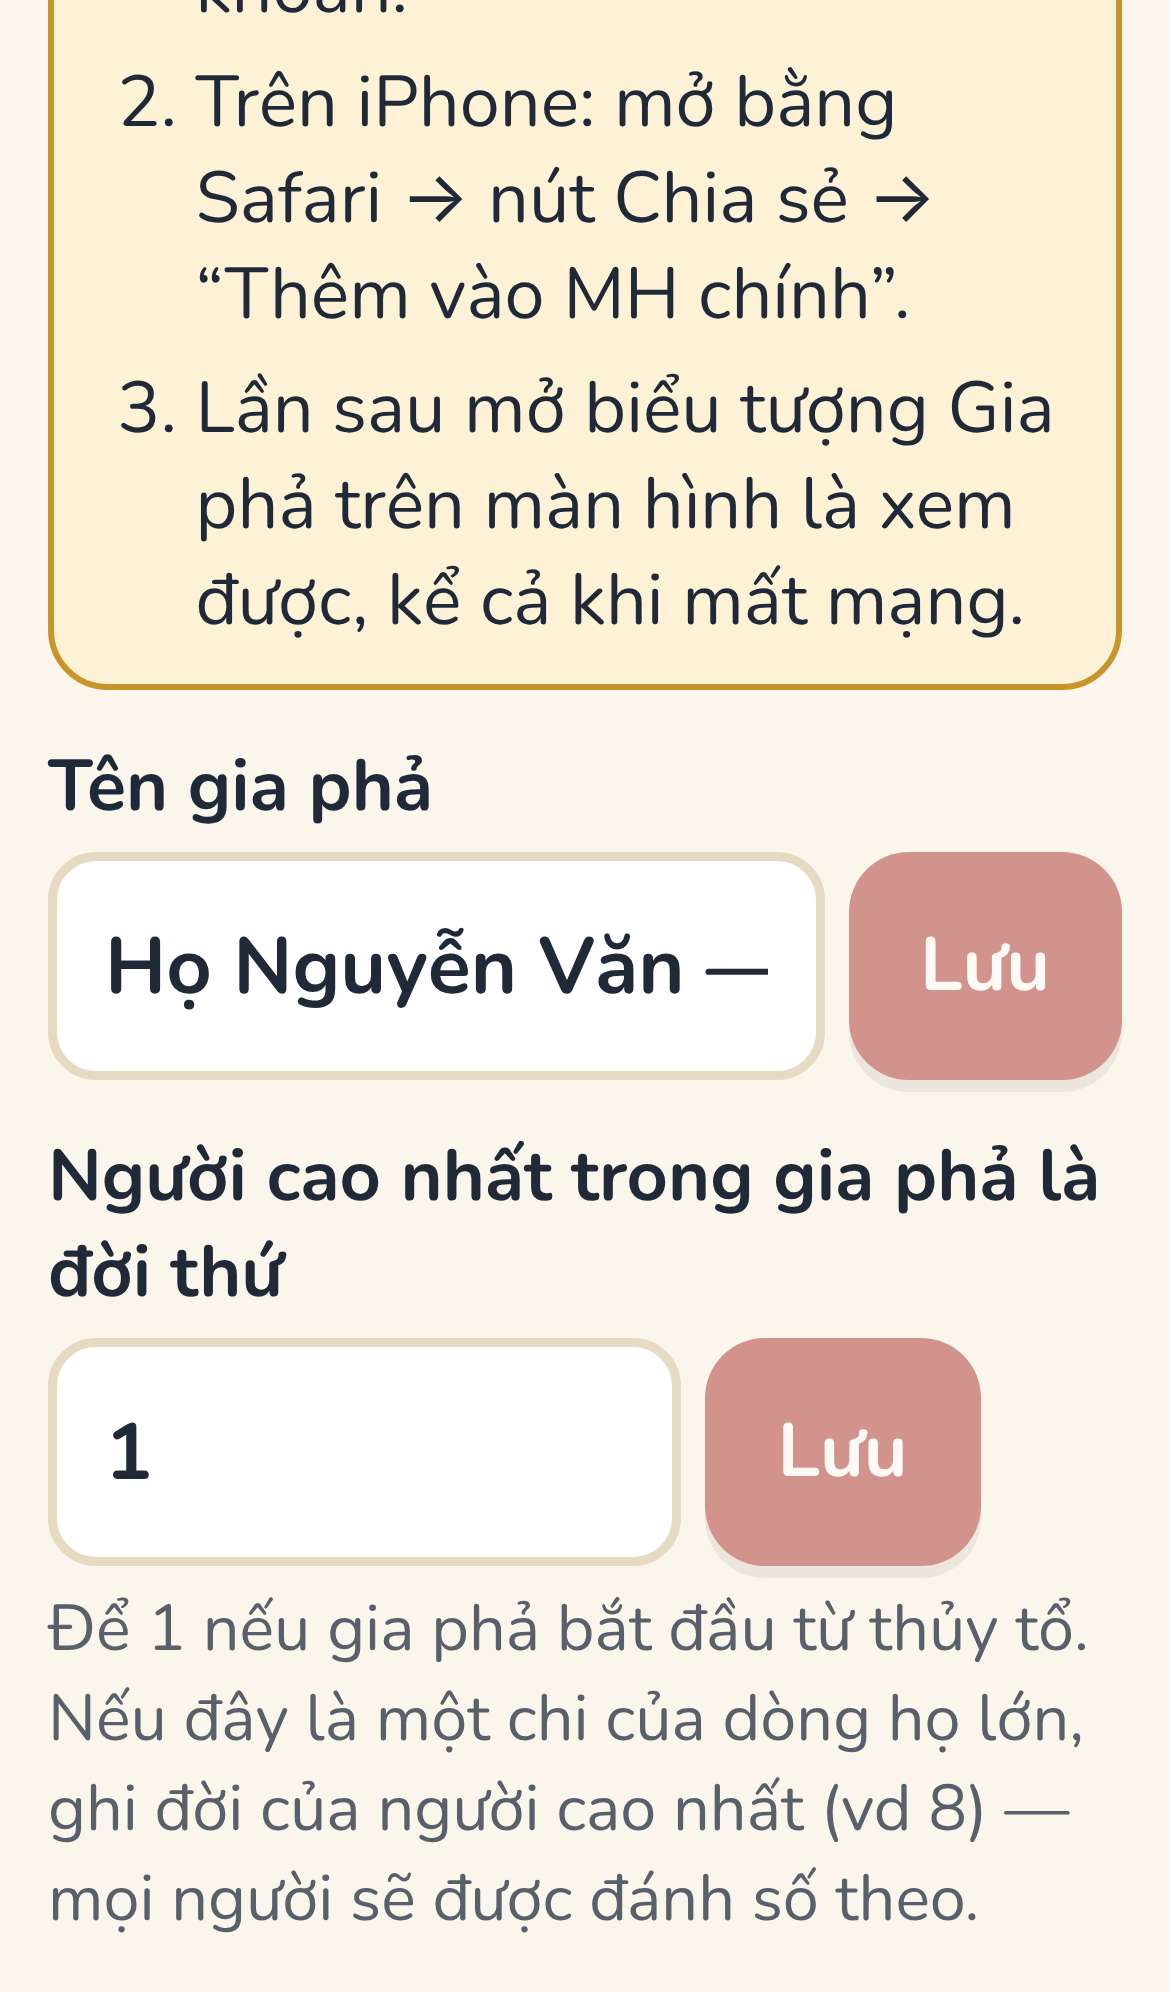 khoản.
2. Trên iPhone: mở bằng
Safari → nút Chia sẻ →
“Thêm vào MH chính”.
3. Lần sau mở biểu tượng Gia
phả trên màn hình là xem
được, kể cả khi mất mạng.
Tên gia phả
Họ Nguyễn Văn —
Lưu
Người cao nhất trong gia phả là
đời thứ
1
Lưu
Để 1 nếu gia phả bắt đầu từ thủy tổ.
Nếu đây là một chi của dòng họ lớn,
ghi đời của người cao nhất (vd 8) —
mọi người sẽ được đánh số theo.